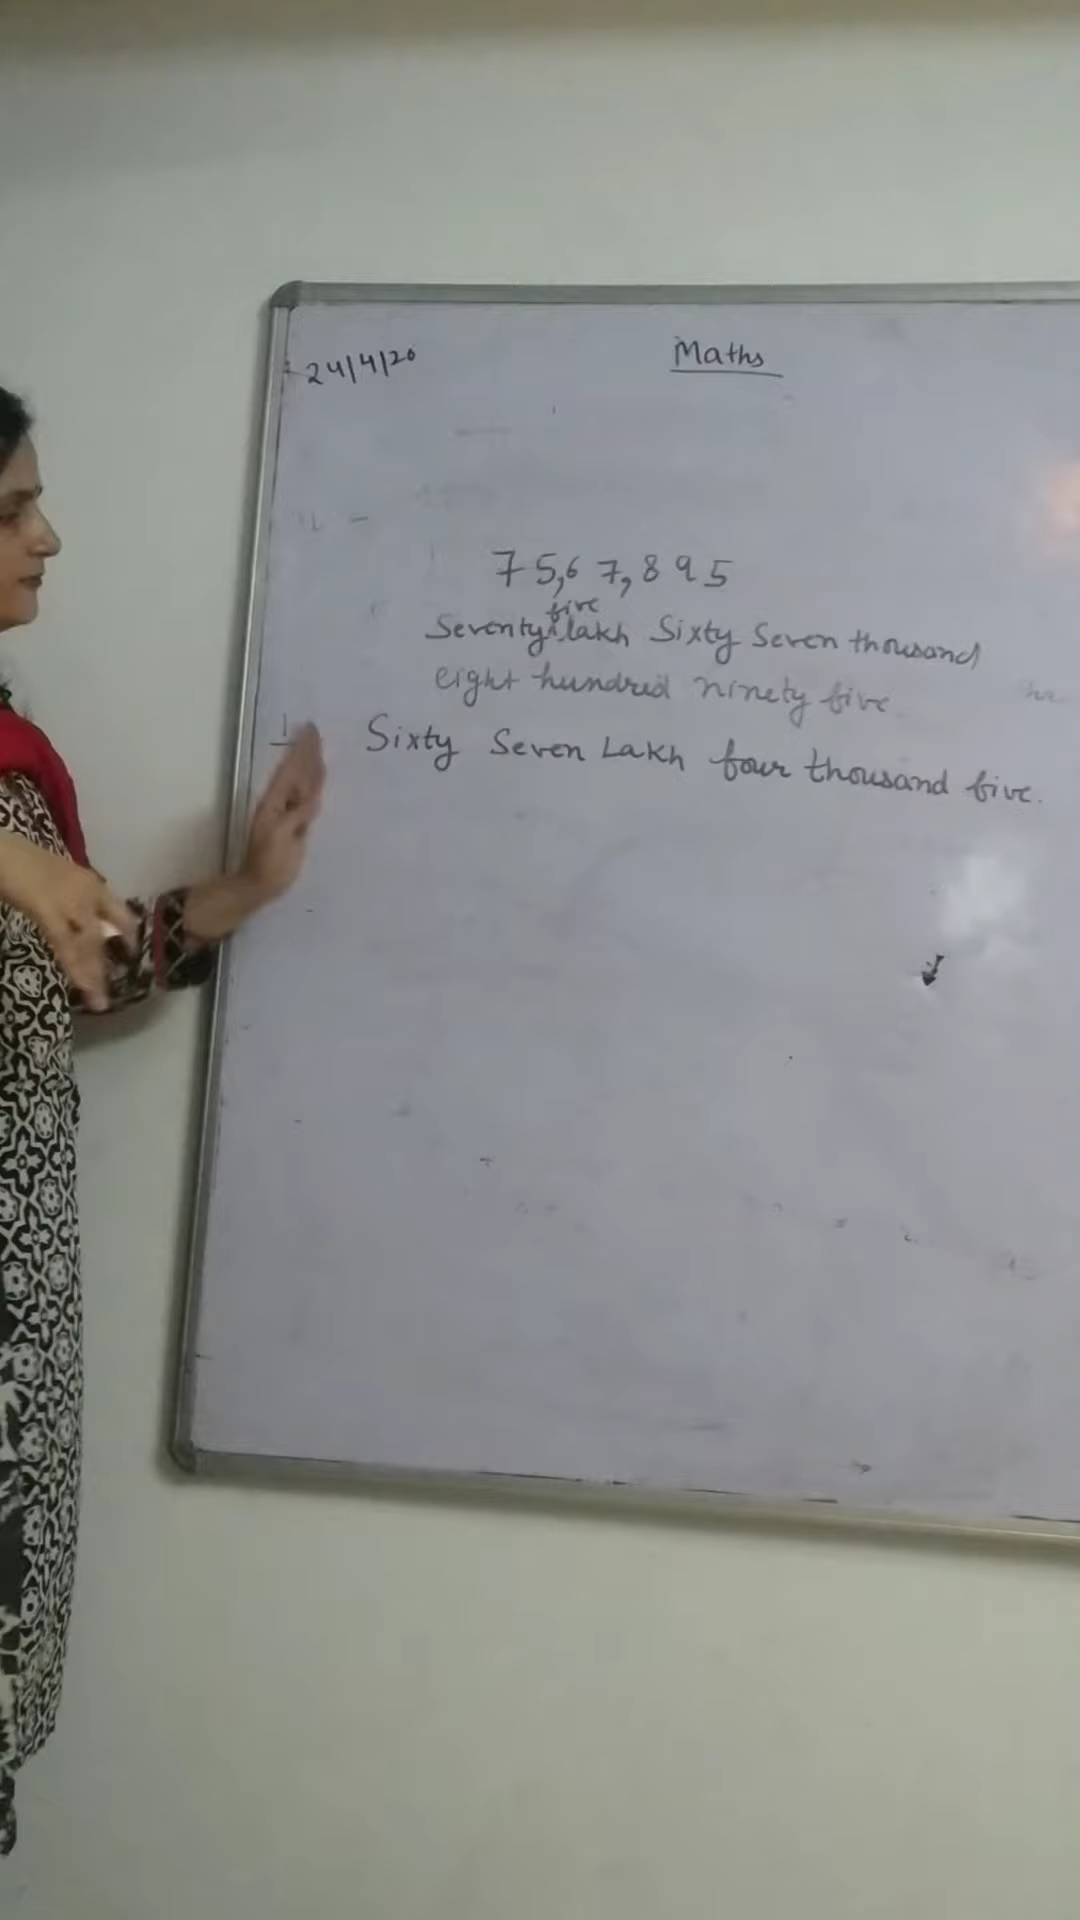 24/4/20
Maths
75,67,895
Seventy five lakh Sixty Seven thousand
eight hundred ninety five
Sixty Seven Lakh four thousand five.